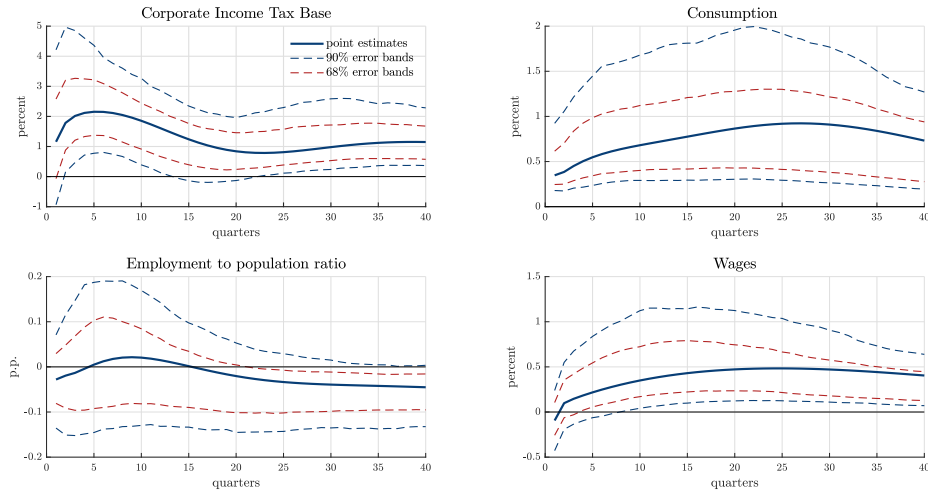 Corporate Income Tax Base
5
4
3
2
1
0
-1
percent
point estimates
90% error bands
68% error bands
0 5 10 15 20 25 30 35 40
quarters
Consumption
2
1.5
1
0.5
0
percent
0 5 10 15 20 25 30 35 40
quarters
Employment to population ratio
0.2
0.1
0
-0.1
-0.2
p.p.
0 5 10 15 20 25 30 35 40
quarters
Wages
1.5
1
0.5
0
-0.5
percent
0 5 10 15 20 25 30 35 40
quarters